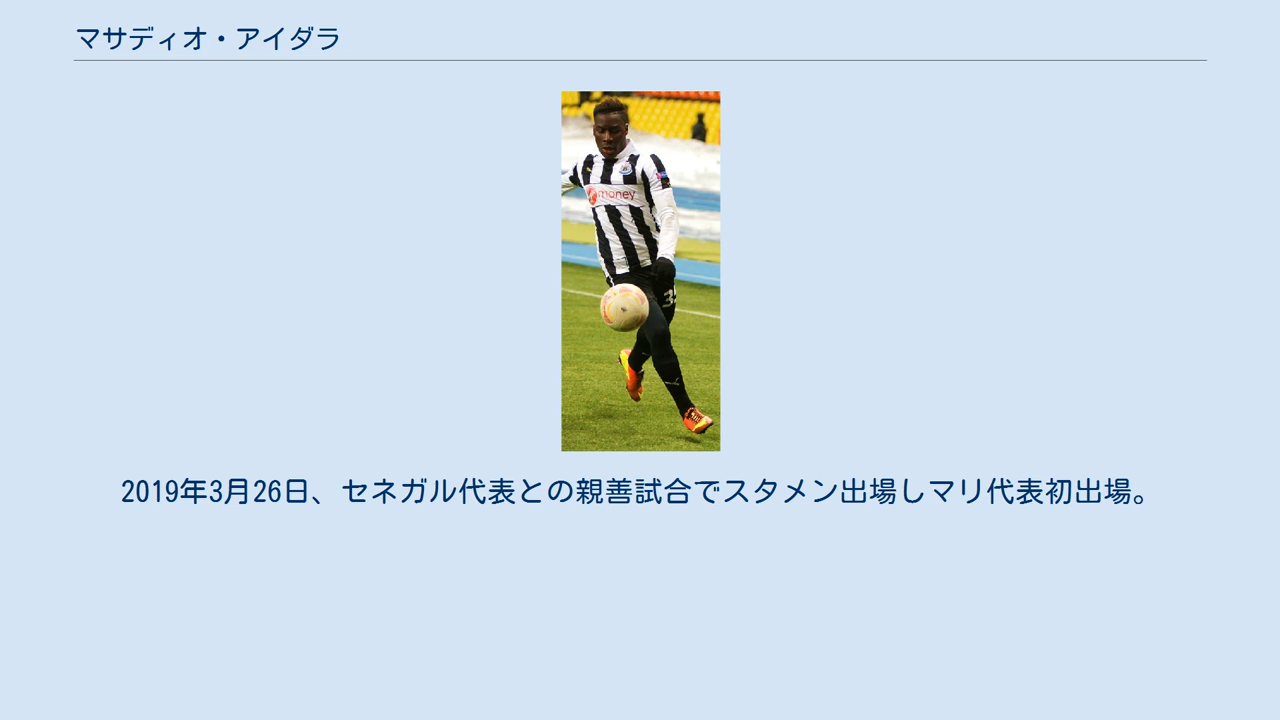 マサディオ・アイダラ
money
2019年3月26日、セネガル代表との親善試合でスタメン出場しマリ代表初出場。